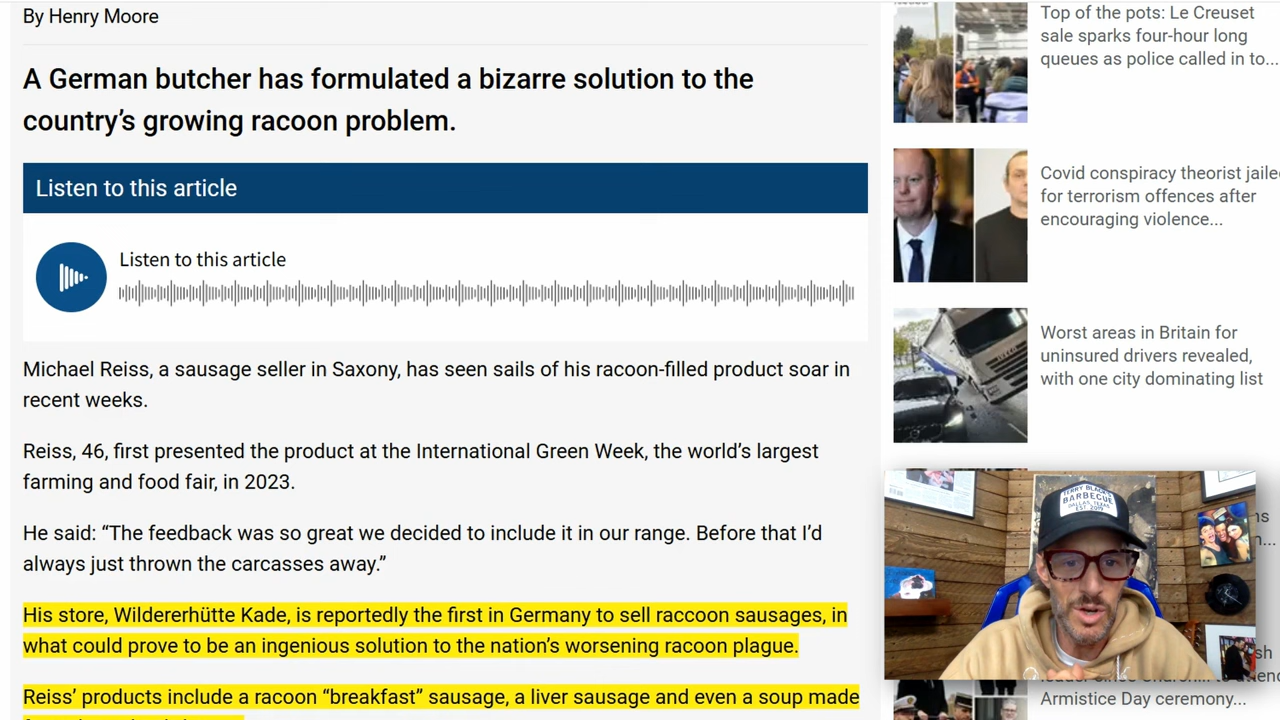 By Henry Moore
A German butcher has formulated a bizarre solution to the
country’s growing racoon problem.
Listen to this article
Listen to this article
Michael Reiss, a sausage seller in Saxony, has seen sails of his racoon-filled product soar in
recent weeks.
Reiss, 46, first presented the product at the International Green Week, the world’s largest
farming and food fair, in 2023.
He said: “The feedback was so great we decided to include it in our range. Before that I’d
always just thrown the carcasses away.”
His store, Wildererhütte Kade, is reportedly the first in Germany to sell raccoon sausages, in
what could prove to be an ingenious solution to the nation’s worsening racoon plague.
Reiss’ products include a racoon “breakfast” sausage, a liver sausage and even a soup made
Top of the pots: Le Creuset
sale sparks four-hour long
queues as police called in to...
Covid conspiracy theorist jaile
for terrorism offences after
encouraging violence...
Worst areas in Britain for
uninsured drivers revealed,
with one city dominating list
TERRY BLACK'S
BARBECUE
DALLAS, TEXAS
EST. 2019
Armistice Day ceremony...